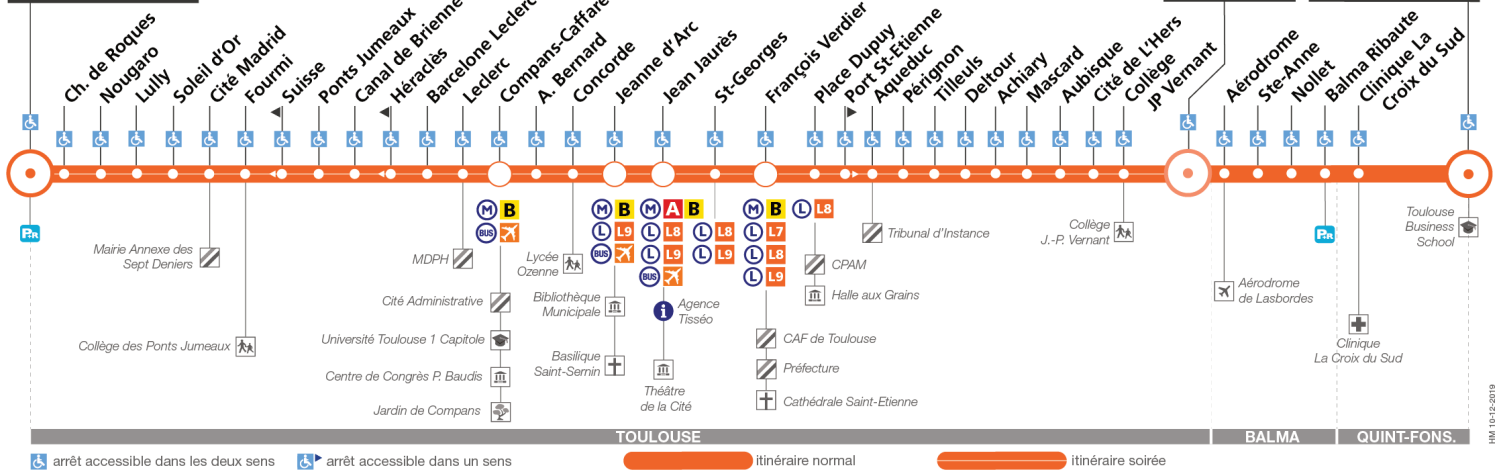 Ch. de Roques
Nougaro
Lully
Soleil d'Or
Cité Madrid
Fourmi
Suisse
Ponts Jumeaux
Canal de Brienne
Héraclès
Barcelone Leclerc
Leclerc
Compans-Caffare
A. Bernard
Concorde
Jeanne d'Arc
Jean Jaurès
St-Georges
François Verdier
Place Dupuy
Port St-Etienne
Aqueduc
Pérignon
Tilleuls
Deltour
Achiary
Mascard
Aubisque
Cité de L'Hers
Collège
JP Vernant
Aérodrome
Ste-Anne
Nollet
Balma Ribaute
Clinique La
Croix du Sud
P+R
Mairie Annexe des
Sept Deniers
Collège des Ponts Jumeaux
MDPH
M B
BUS
Cité Administrative
Université Toulouse 1 Capitole
Centre de Congrès P. Baudis
Jardin de Compans
Lycée
Ozenne
M B
L L9
BUS
Bibliothèque
Municipale
Basilique
Saint-Sernin
M A B
L L8
L L9
BUS
i Agence
Tisséo
Théâtre
de la Cité
L L8
L L9
M B
L L7
L L8
L L9
CAF de Toulouse
Préfecture
Cathédrale Saint-Etienne
L L8
CPAM
Halle aux Grains
Tribunal d'Instance
Collège
J.-P. Vernant
Aérodrome
de Lasbordes
P+R
Clinique
La Croix du Sud
Toulouse
Business
School
HM 10-12-2019
TOULOUSE
BALMA
QUINT-FONS.
arrêt accessible dans les deux sens
arrêt accessible dans un sens
itinéraire normal
itinéraire soirée